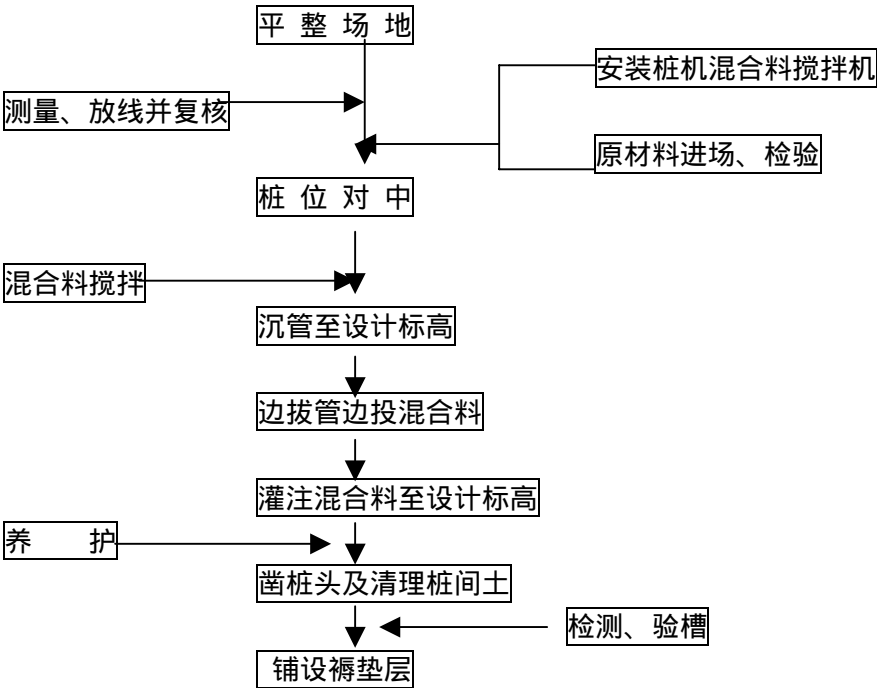 平 整 场 地
安装桩机混合料搅拌机
测量、放线并复核
原材料进场、检验
桩 位 对 中
混合料搅拌
沉管至设计标高
边拔管边投混合料
灌注混合料至设计标高
养 护
凿桩头及清理桩间土
检测、验槽
铺设褥垫层